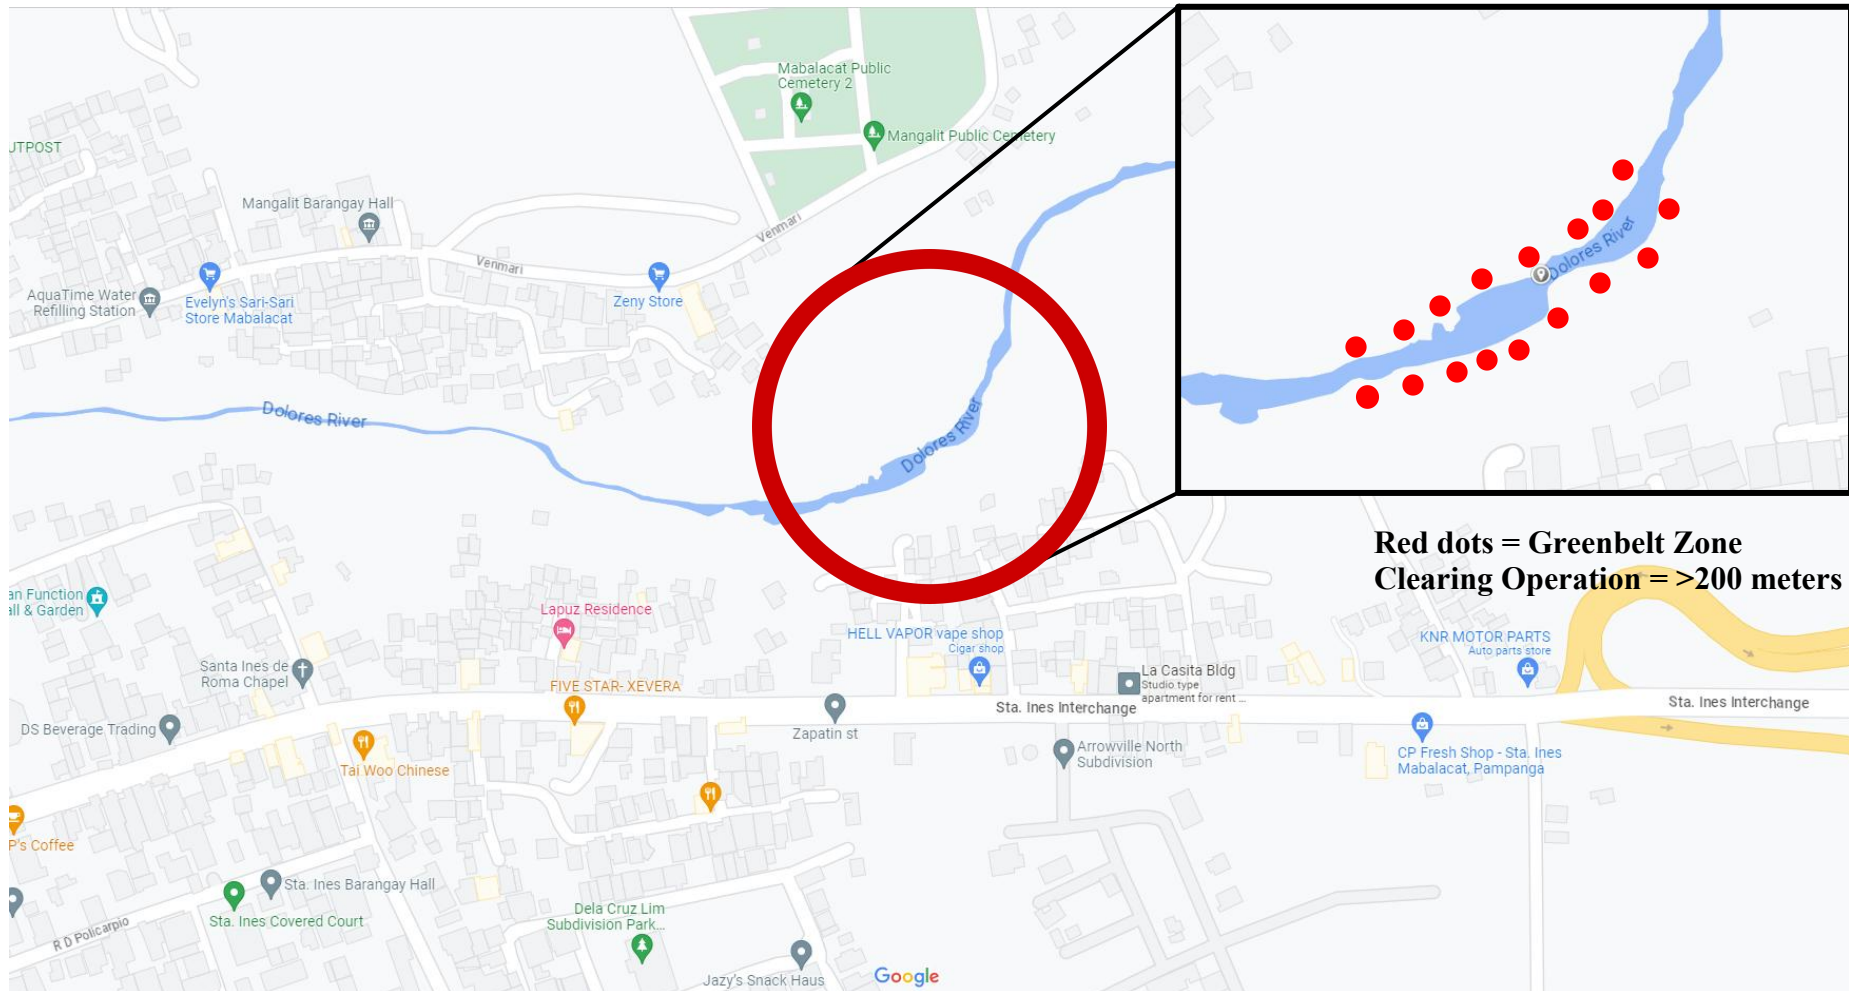 Mabalacat Public
Cemetery 2
Mangalit Public Cemetery
UTPOST
Mangalit Barangay Hall
Venmari
Venmari
AquaTime Water
Refilling Station
Evelyn's Sari-Sari
Store Mabalacat
Zeny Store
Dolores River
Dolores River
Dolores River
Red dots = Greenbelt Zone
Clearing Operation = >200 meters
an Function
all & Garden
Lapuz Residence
HELL VAPOR vape shop
Cigar shop
KNR MOTOR PARTS
Auto parts store
Santa Ines de
Roma Chapel
La Casita Bldg
Studio type
apartment for rent ...
FIVE STAR- XEVERA
Sta. Ines Interchange
Sta. Ines Interchange
DS Beverage Trading
Zapatin st
Tai Woo Chinese
Arrowville North
Subdivision
CP Fresh Shop - Sta. Ines
Mabalacat, Pampanga
P's Coffee
Sta. Ines Barangay Hall
Sta. Ines Covered Court
R D Policarpio
Dela Cruz Lim
Subdivision Park...
Jazy's Snack Haus
Google